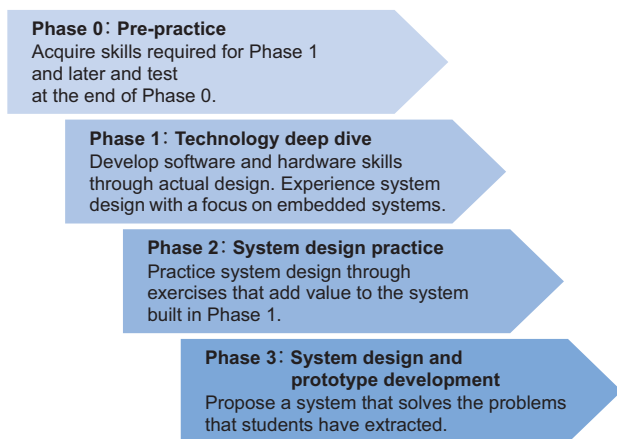 Phase 0: Pre-practice
Acquire skills required for Phase 1
and later and test
at the end of Phase 0.
Phase 1: Technology deep dive
Develop software and hardware skills
through actual design. Experience system
design with a focus on embedded systems.
Phase 2: System design practice
Practice system design through
exercises that add value to the system
built in Phase 1.
Phase 3: System design and
prototype development
Propose a system that solves the problems
that students have extracted.